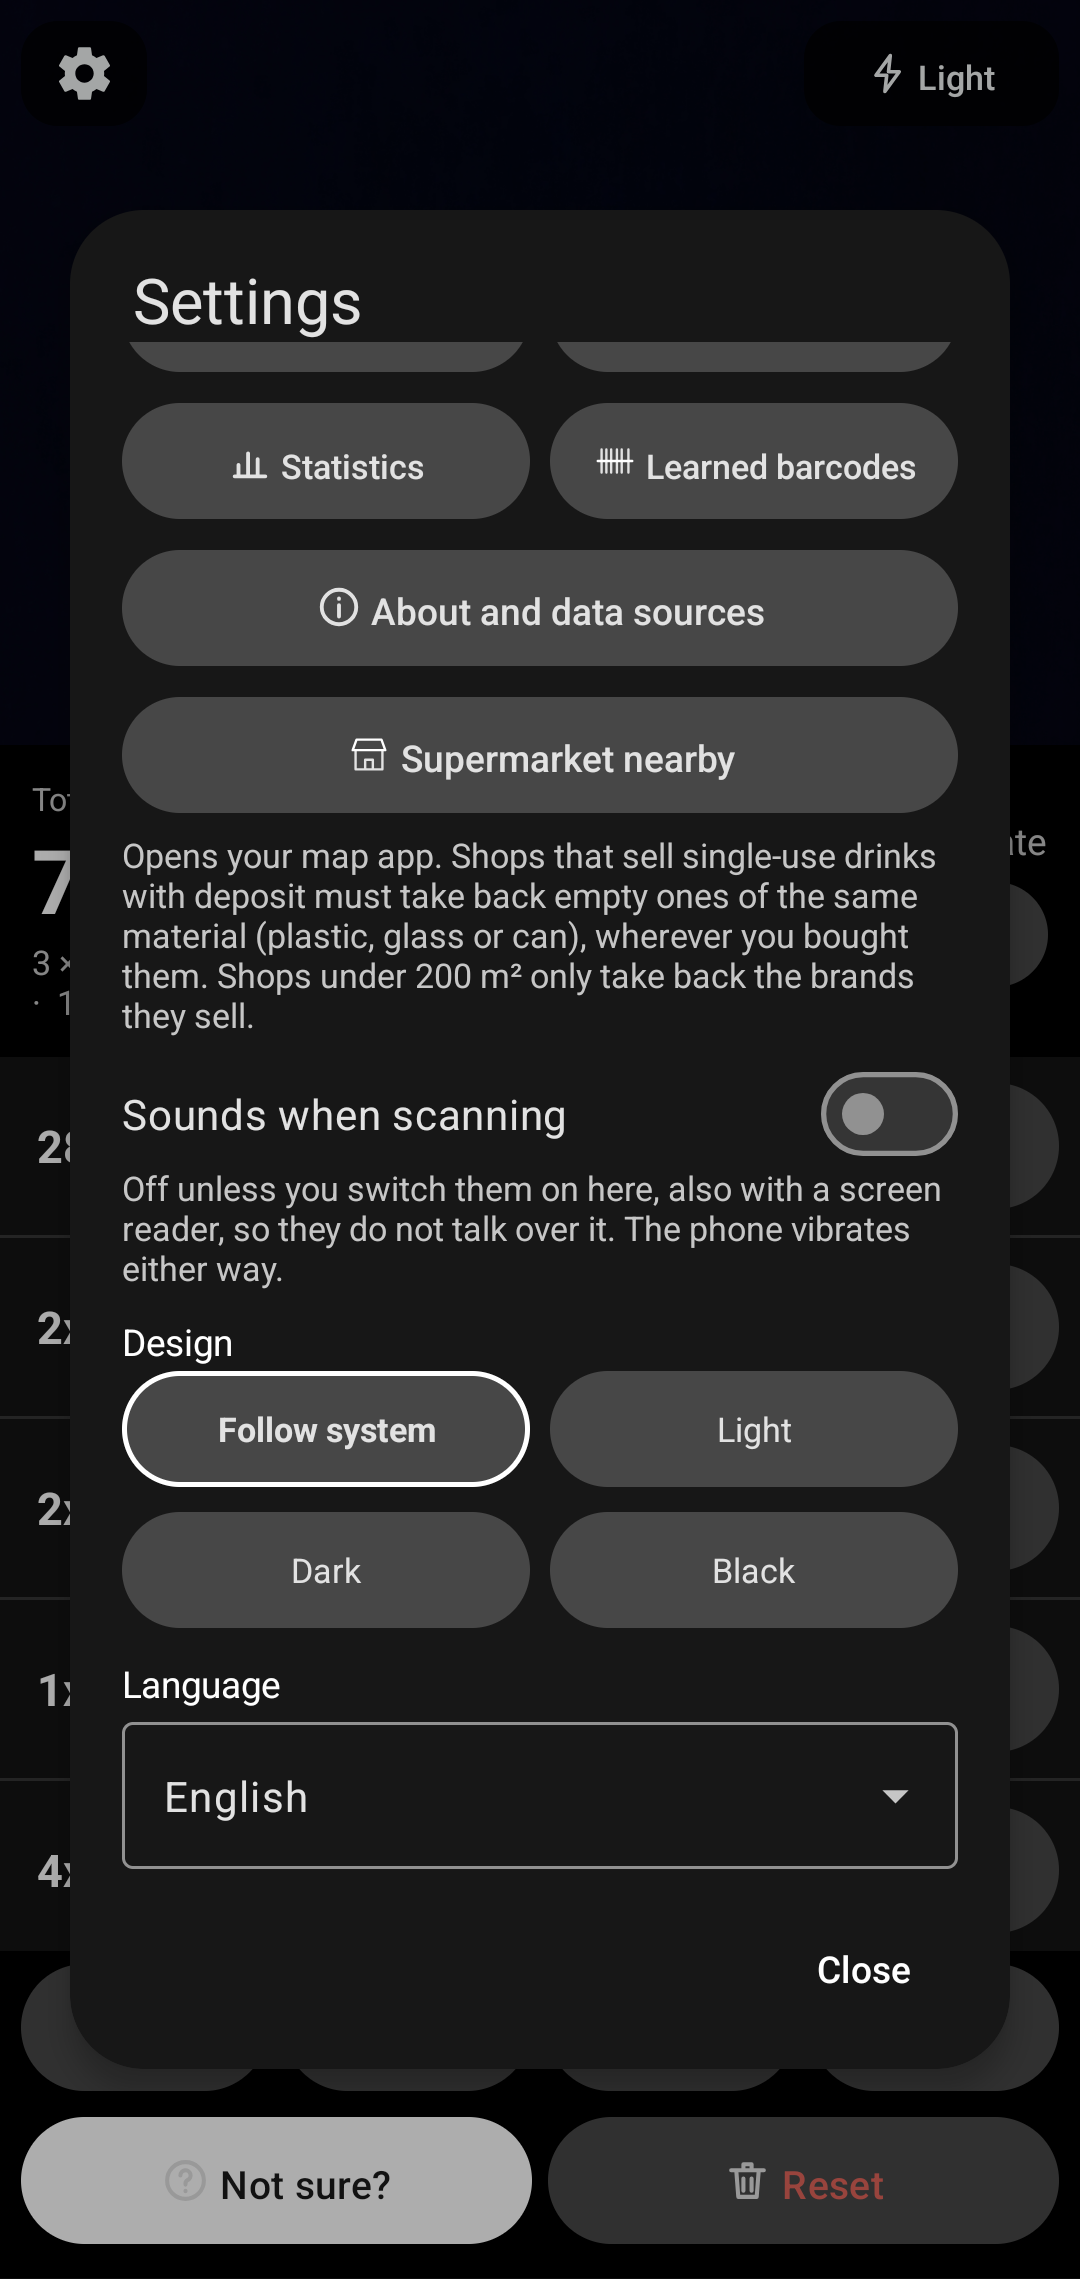 Light
Settings
Statistics
Learned barcodes
About and data sources
Supermarket nearby
Opens your map app. Shops that sell single-use drinks
with deposit must take back empty ones of the same
material (plastic, glass or can), wherever you bought
them. Shops under 200 m² only take back the brands
they sell.
Sounds when scanning
Off unless you switch them on here, also with a screen
reader, so they do not talk over it. The phone vibrates
either way.
Design
Follow system
Light
Dark
Black
Language
English
Close
Not sure?
Reset